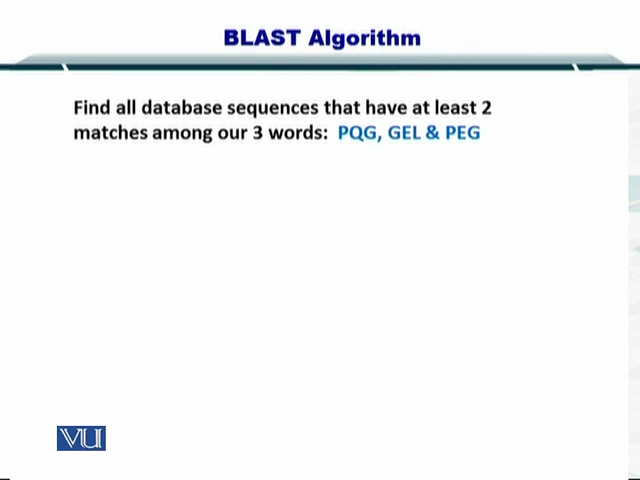 BLAST Algorithm
Find all database sequences that have at least 2
matches among our 3 words: PQG, GEL & PEG
VU